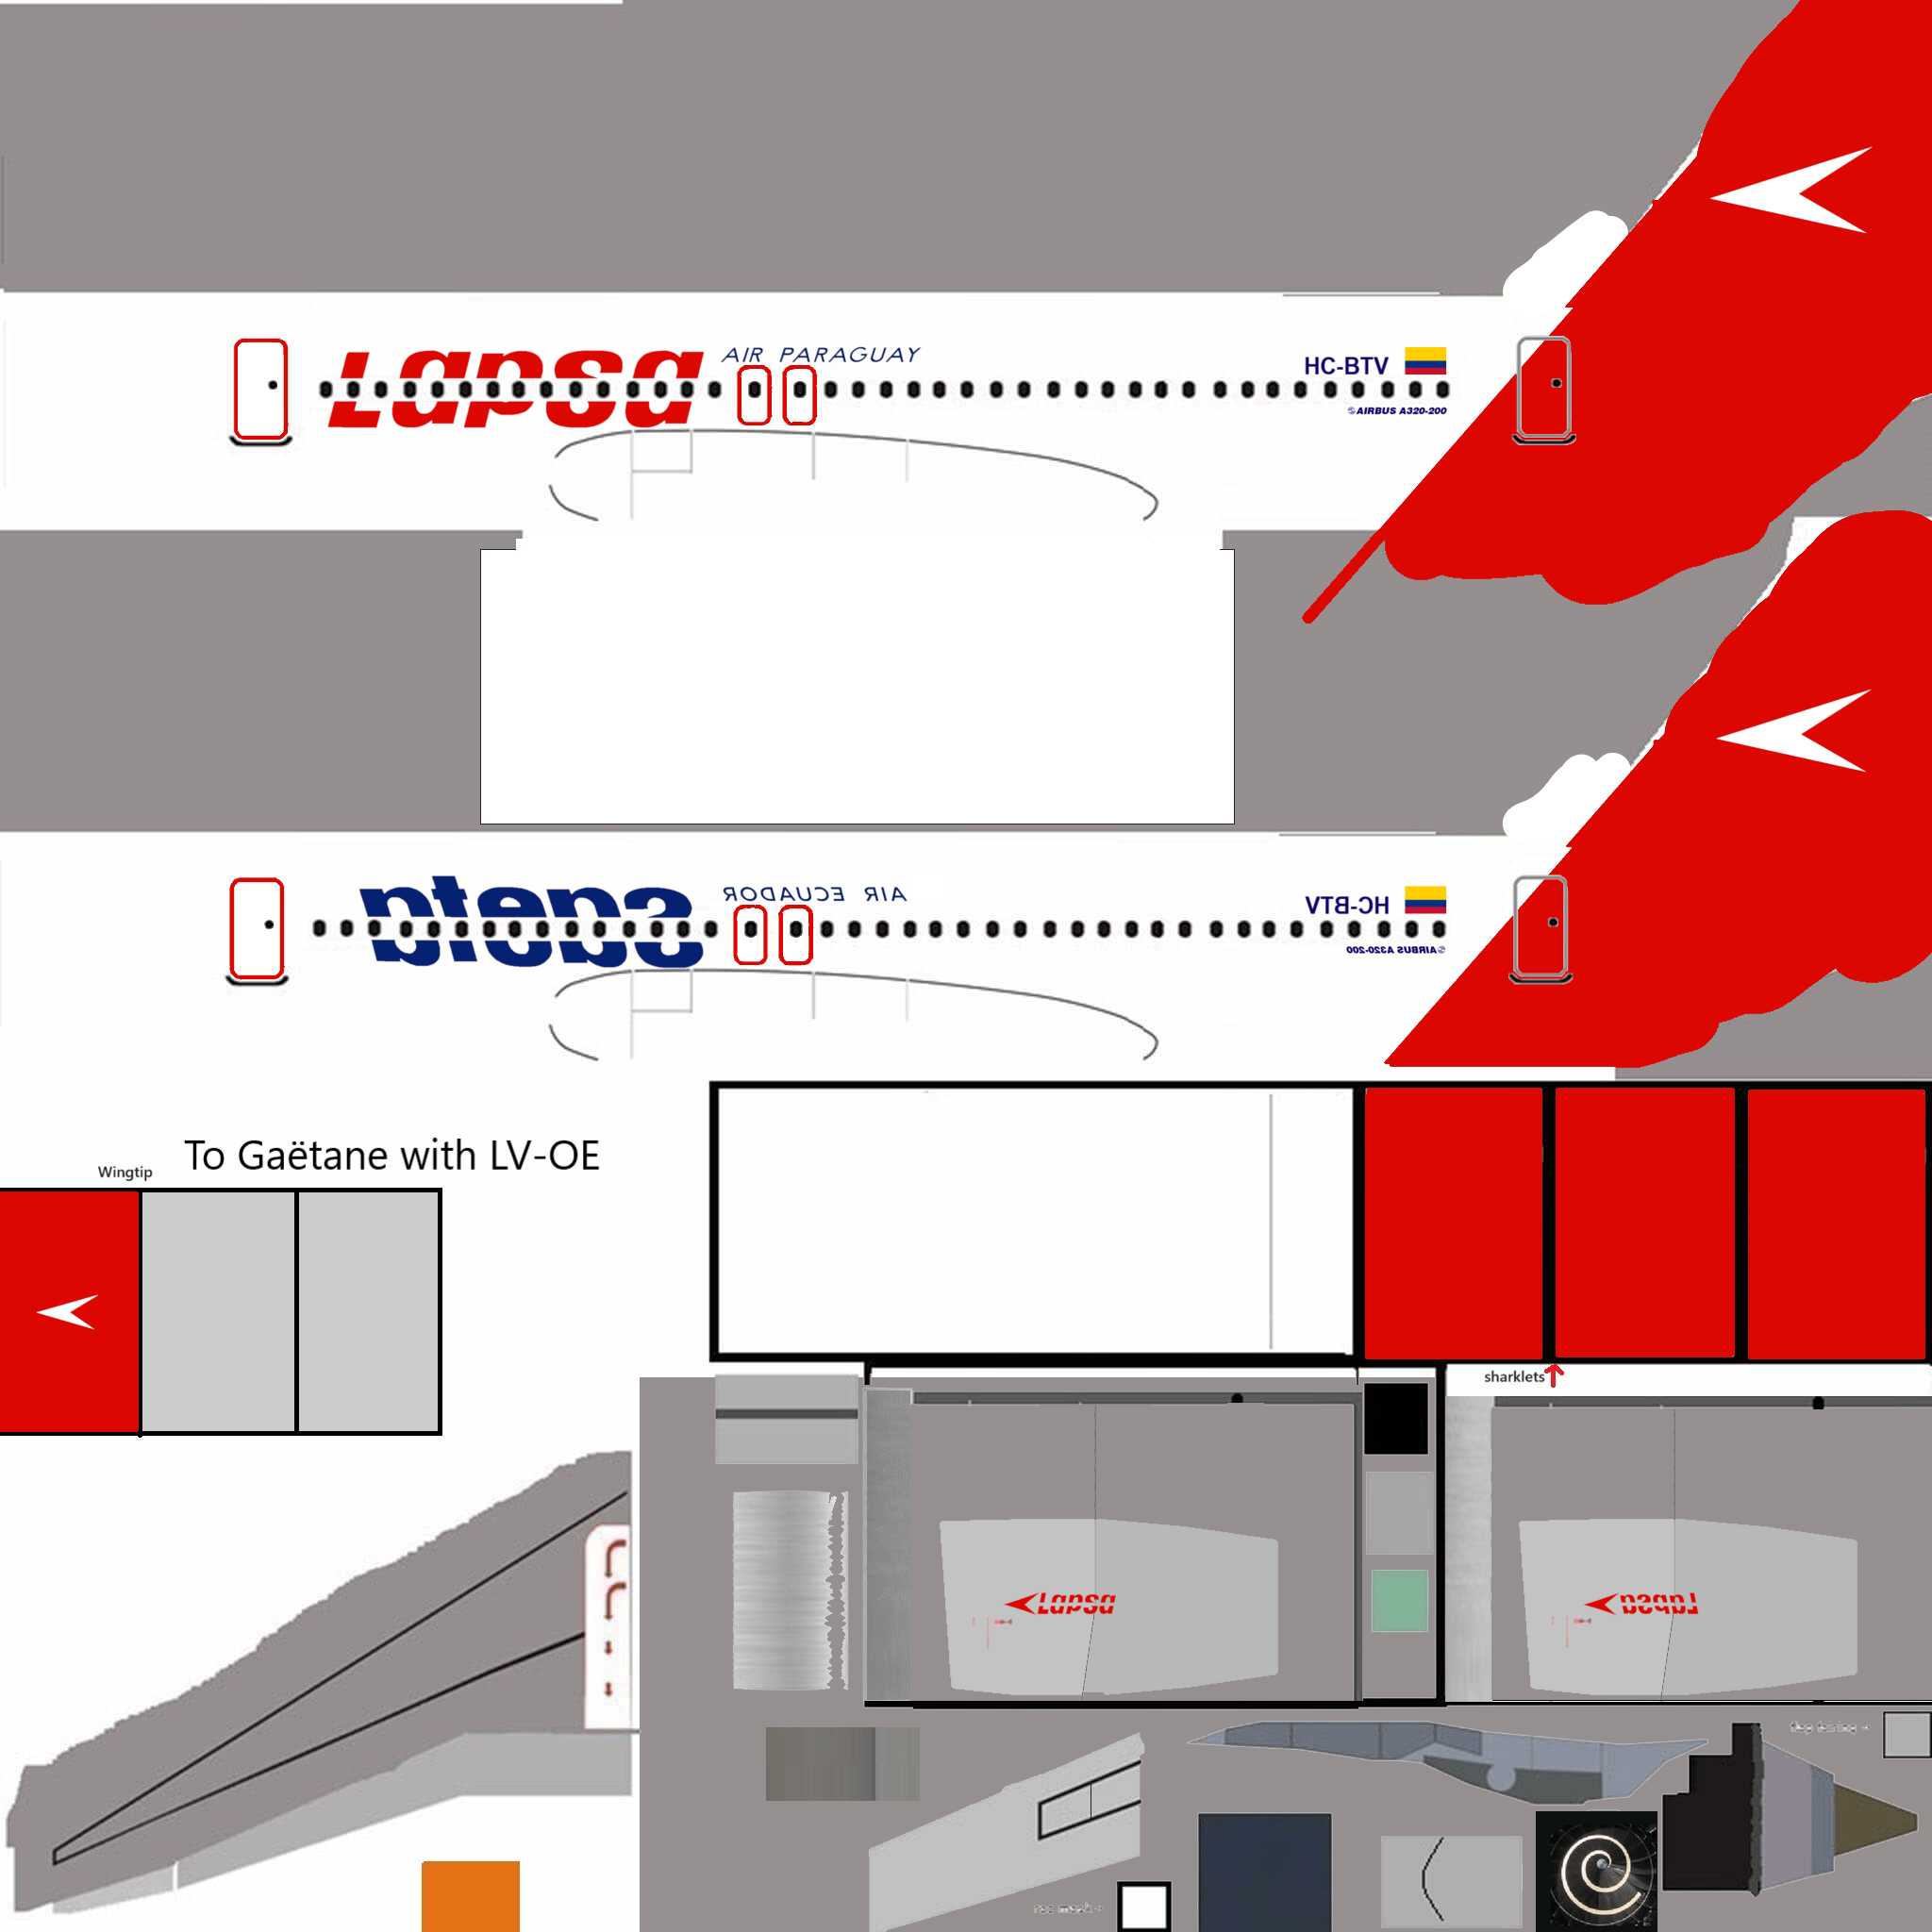 Lapsa AIR PARAGUAY
HC-BTV
AIRBUS A320-200
saeta AIR ECUADOR
HC-BTV
AIRBUS A320-200
To Gaëtane with LV-OE
Wingtip
sharklets
Lapsa
Lapsa